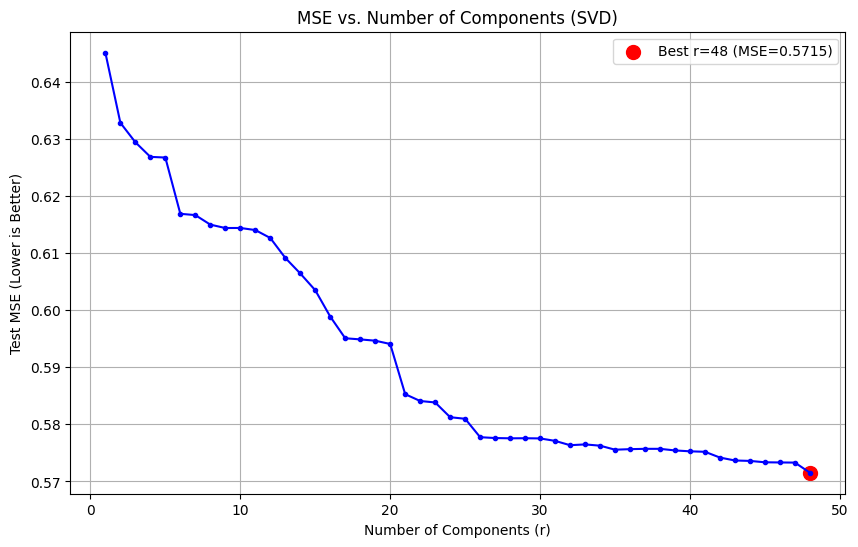 MSE vs. Number of Components (SVD)
Best r=48 (MSE=0.5715)
Test MSE (Lower is Better)
0.64
0.63
0.62
0.61
0.60
0.59
0.58
0.57
0 10 20 30 40 50
Number of Components (r)